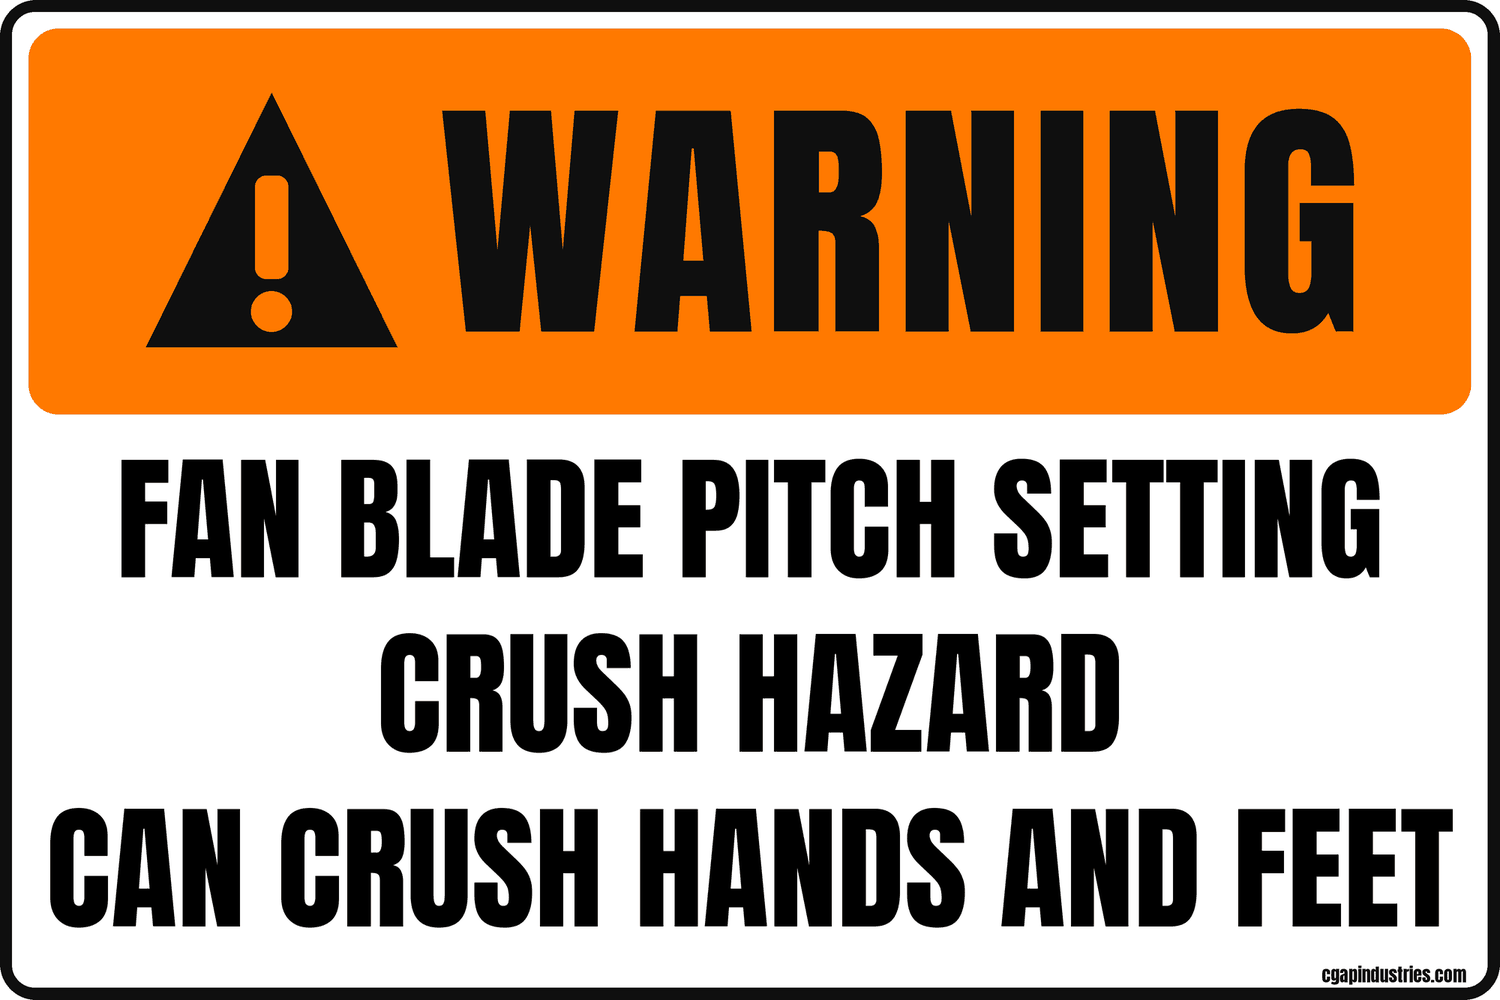 WARNING
FAN BLADE PITCH SETTING
CRUSH HAZARD
CAN CRUSH HANDS AND FEET
cgapindustries.com